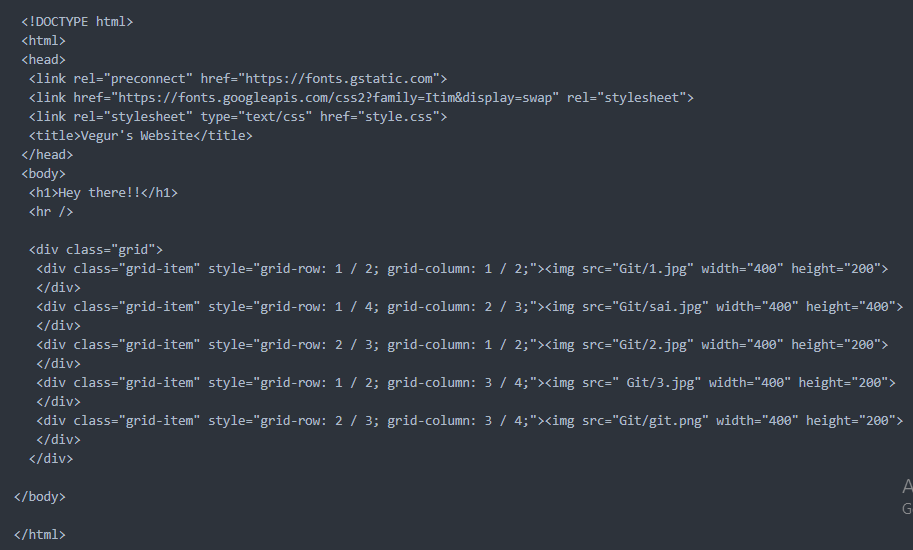 <!DOCTYPE html>
<html>
<head>
<link rel="preconnect" href="https://fonts.gstatic.com">
<link href="https://fonts.googleapis.com/css2?family=Itim&display=swap" rel="stylesheet">
<link rel="stylesheet" type="text/css" href="style.css">
<title>Vegur's Website</title>
</head>
<body>
<h1>Hey there!!</h1>
<hr />
<div class="grid">
<div class="grid-item" style="grid-row: 1 / 2; grid-column: 1 / 2;"><img src="Git/1.jpg" width="400" height="200">
</div>
<div class="grid-item" style="grid-row: 1 / 4; grid-column: 2 / 3;"><img src="Git/sai.jpg" width="400" height="400">
</div>
<div class="grid-item" style="grid-row: 2 / 3; grid-column: 1 / 2;"><img src="Git/2.jpg" width="400" height="200">
</div>
<div class="grid-item" style="grid-row: 1 / 2; grid-column: 3 / 4;"><img src=" Git/3.jpg" width="400" height="200">
</div>
<div class="grid-item" style="grid-row: 2 / 3; grid-column: 3 / 4;"><img src="Git/git.png" width="400" height="200">
</div>
</div>
</body>
</html>